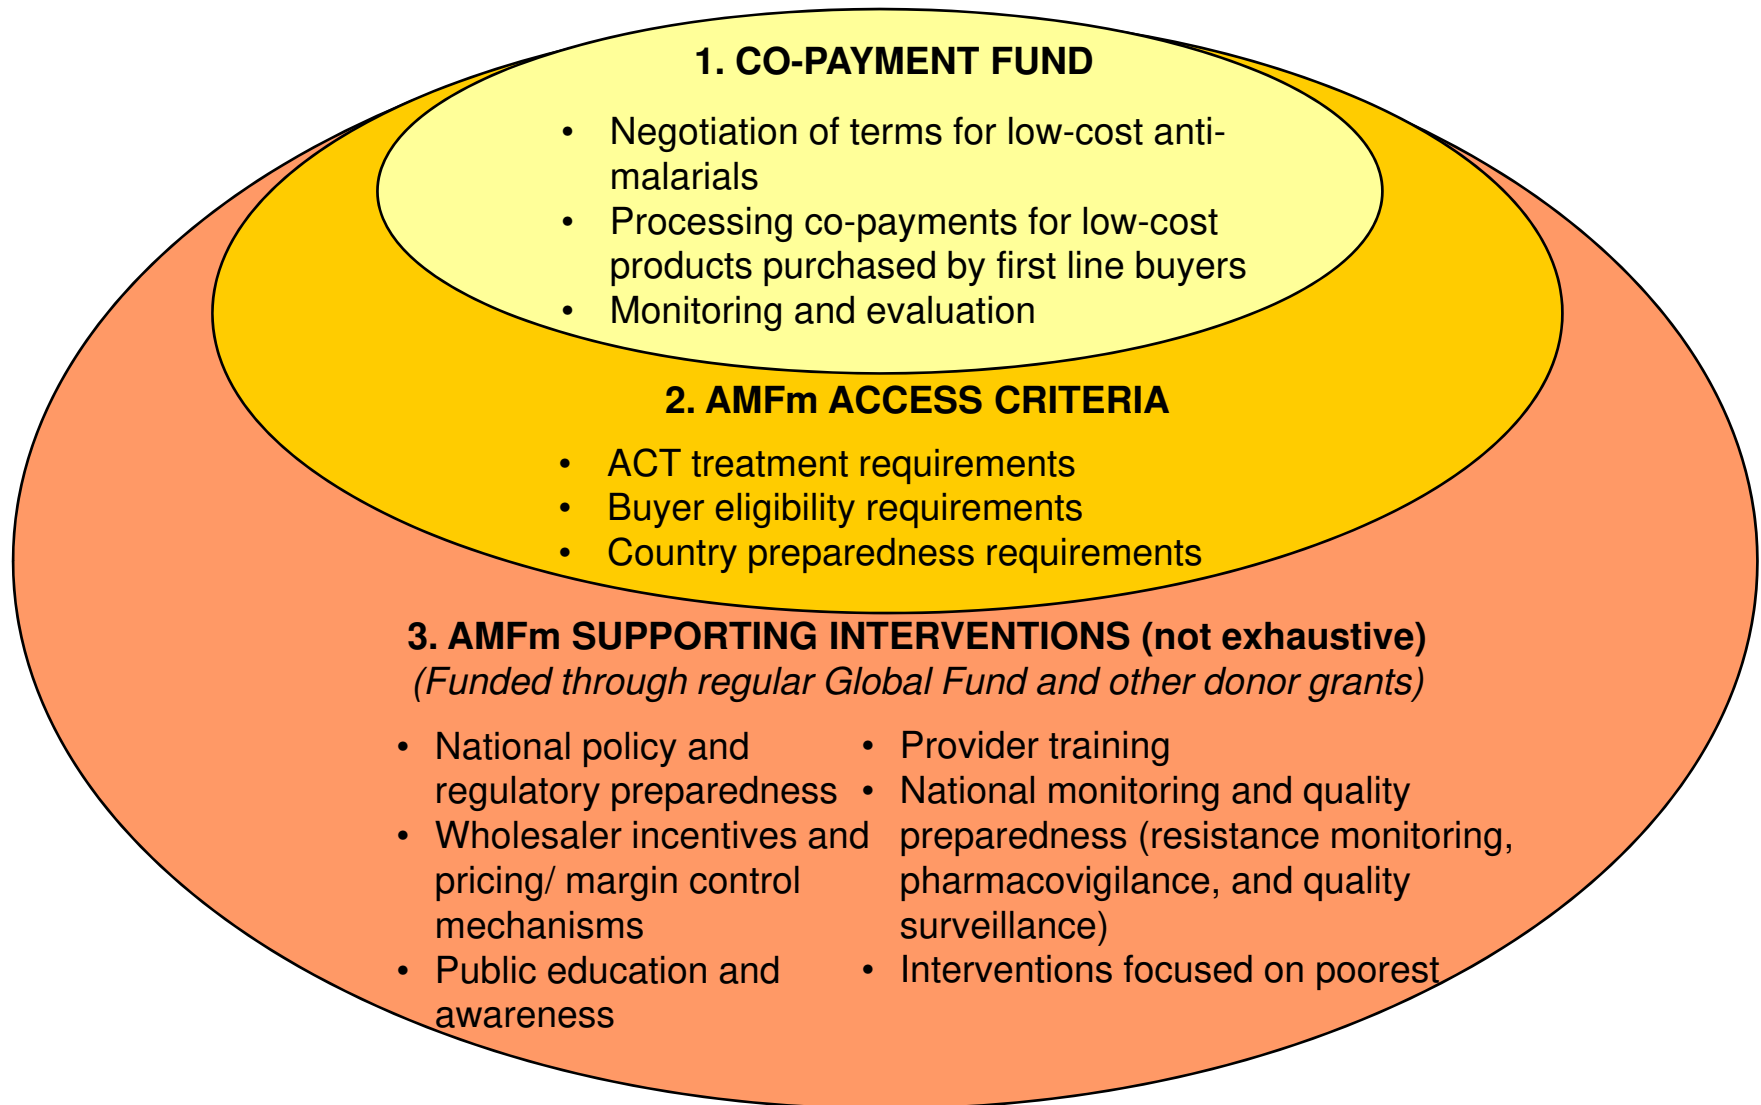 1. CO-PAYMENT FUND
• Negotiation of terms for low-cost anti-
malarials
• Processing co-payments for low-cost
products purchased by first line buyers
• Monitoring and evaluation
2. AMFm ACCESS CRITERIA
• ACT treatment requirements
• Buyer eligibility requirements
• Country preparedness requirements
3. AMFm SUPPORTING INTERVENTIONS (not exhaustive)
(Funded through regular Global Fund and other donor grants)
• National policy and
regulatory preparedness
• Wholesaler incentives and
pricing/ margin control
mechanisms
• Public education and
awareness
• Provider training
• National monitoring and quality
preparedness (resistance monitoring,
pharmacovigilance, and quality
surveillance)
• Interventions focused on poorest